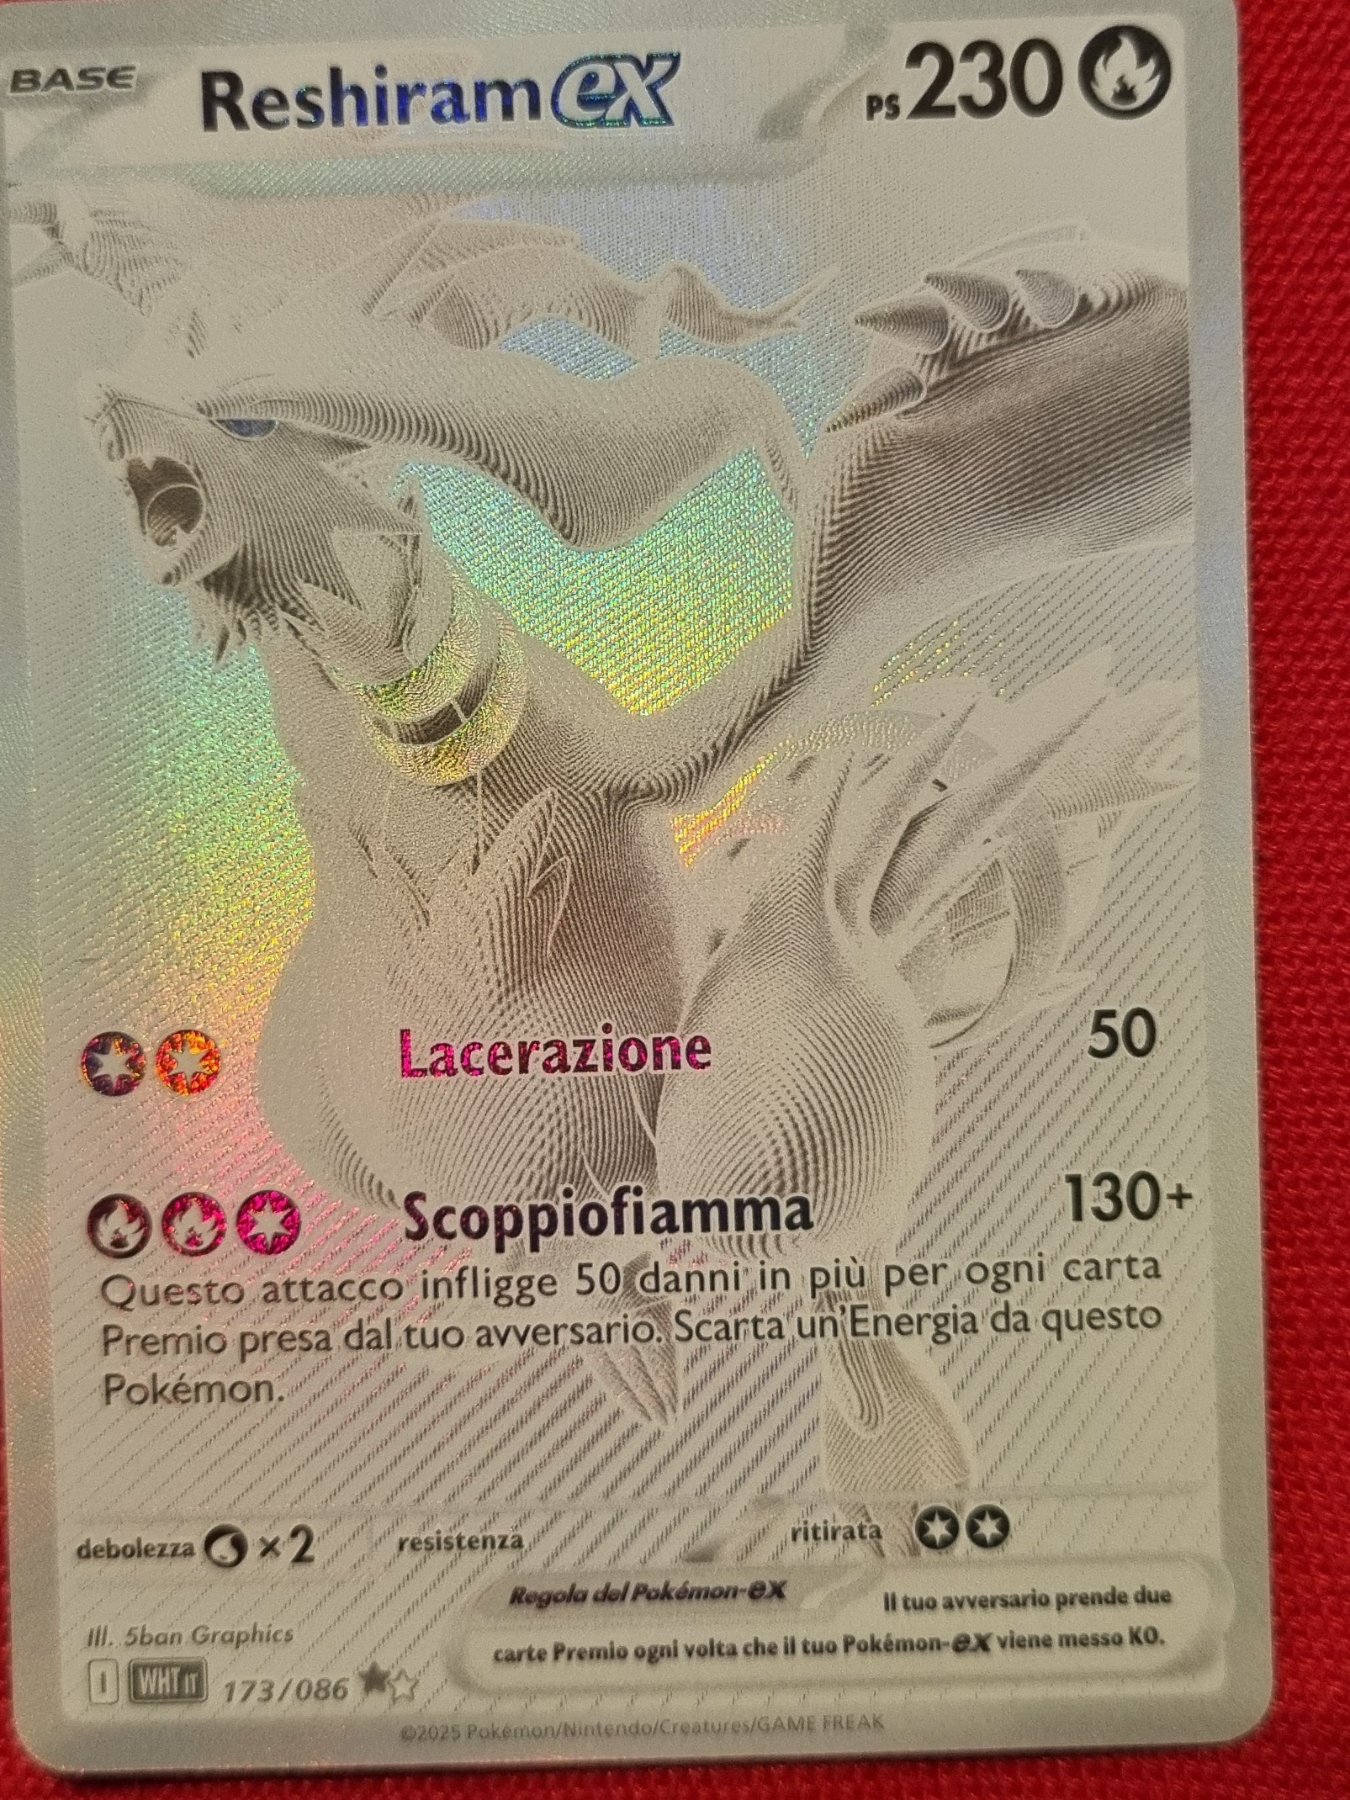 BASE Reshiram ex PS 230
Lacerazione 50
Scoppiofiamma 130+
Questo attacco infligge 50 danni in più per ogni carta
Premio presa dal tuo avversario. Scarta un'Energia da questo
Pokémon.
debolezza ×2 resistenza ritirata
Regola del Pokémon-ex Il tuo avversario prende due
carte Premio ogni volta che il tuo Pokémon-ex viene messo KO.
Ill. 5ban Graphics
I WHT IT 173/086
©2025 Pokémon/Nintendo/Creatures/GAME FREAK